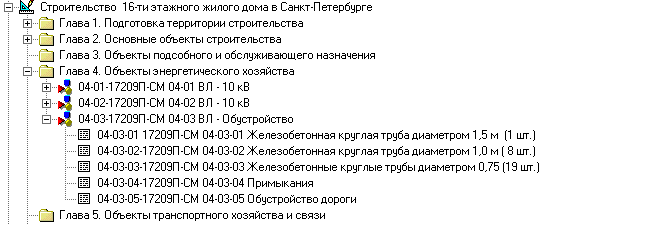 Строительство 16-ти этажного жилого дома в Санкт-Петербурге
Глава 1. Подготовка территории строительства
Глава 2. Основные объекты строительства
Глава 3. Объекты подсобного и обслуживающего назначения
Глава 4. Объекты энергетического хозяйства
04-01-17209П-СМ 04-01 ВЛ - 10 кВ
04-02-17209П-СМ 04-02 ВЛ - 10 кВ
04-03-17209П-СМ 04-03 ВЛ - Обустройство
04-03-01 17209П-СМ 04-03-01 Железобетонная круглая труба диаметром 1,5 м (1 шт.)
04-03-02-17209П-СМ 04-03-02 Железобетонная круглая труба диаметром 1,0 м ( 8 шт.)
04-03-03-17209П-СМ 04-03-03 Железобетонные круглые трубы диаметром 0,75 (19 шт.)
04-03-04-17209П-СМ 04-03-04 Примыкания
04-03-05-17209П-СМ 04-03-05 Обустройство дороги
Глава 5. Объекты транспортного хозяйства и связи